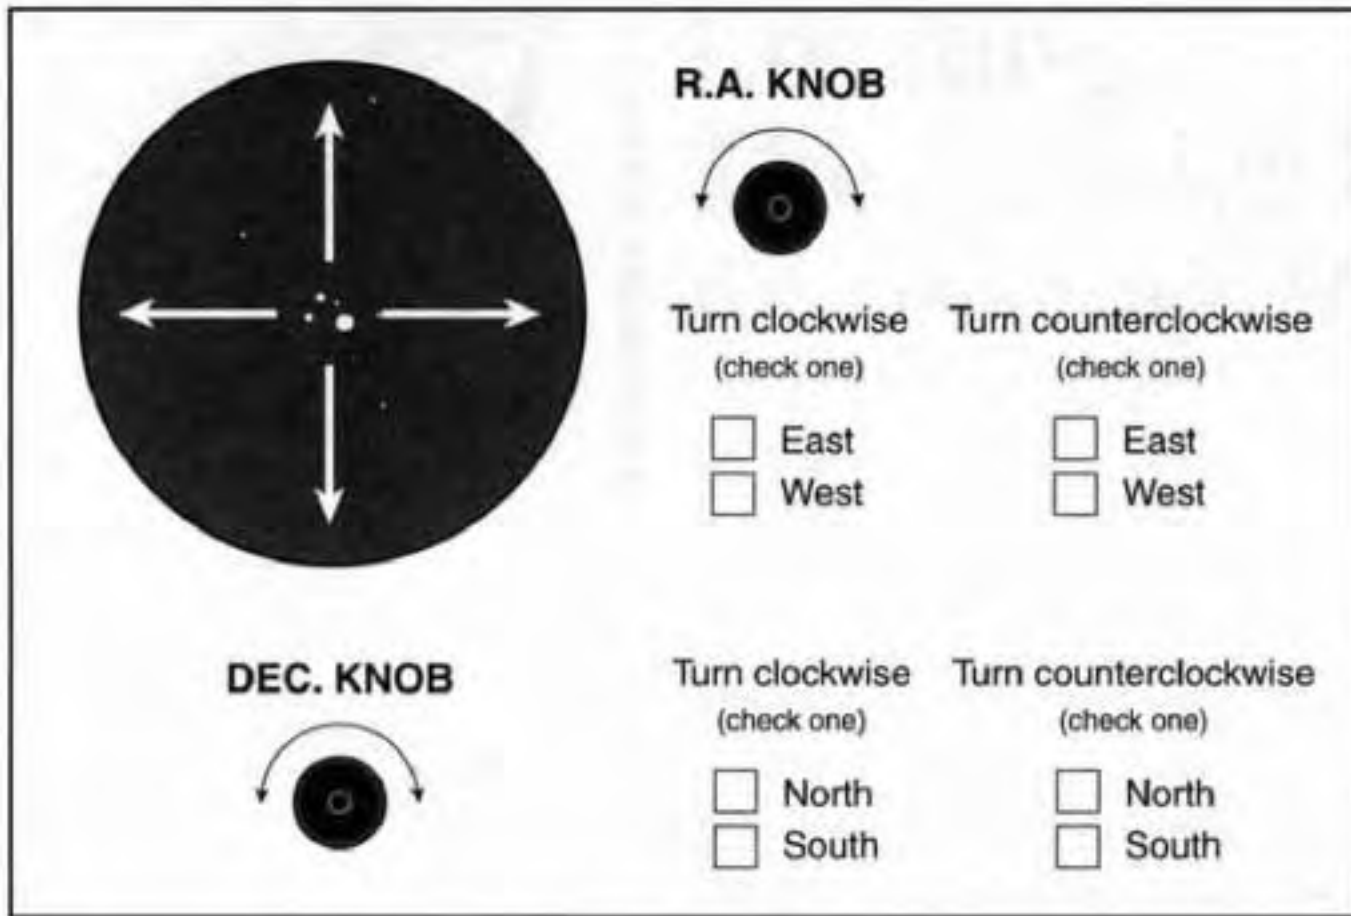 R.A. KNOB
Turn clockwise Turn counterclockwise
(check one) (check one)
East East
West West
DEC. KNOB
Turn clockwise Turn counterclockwise
(check one) (check one)
North North
South South